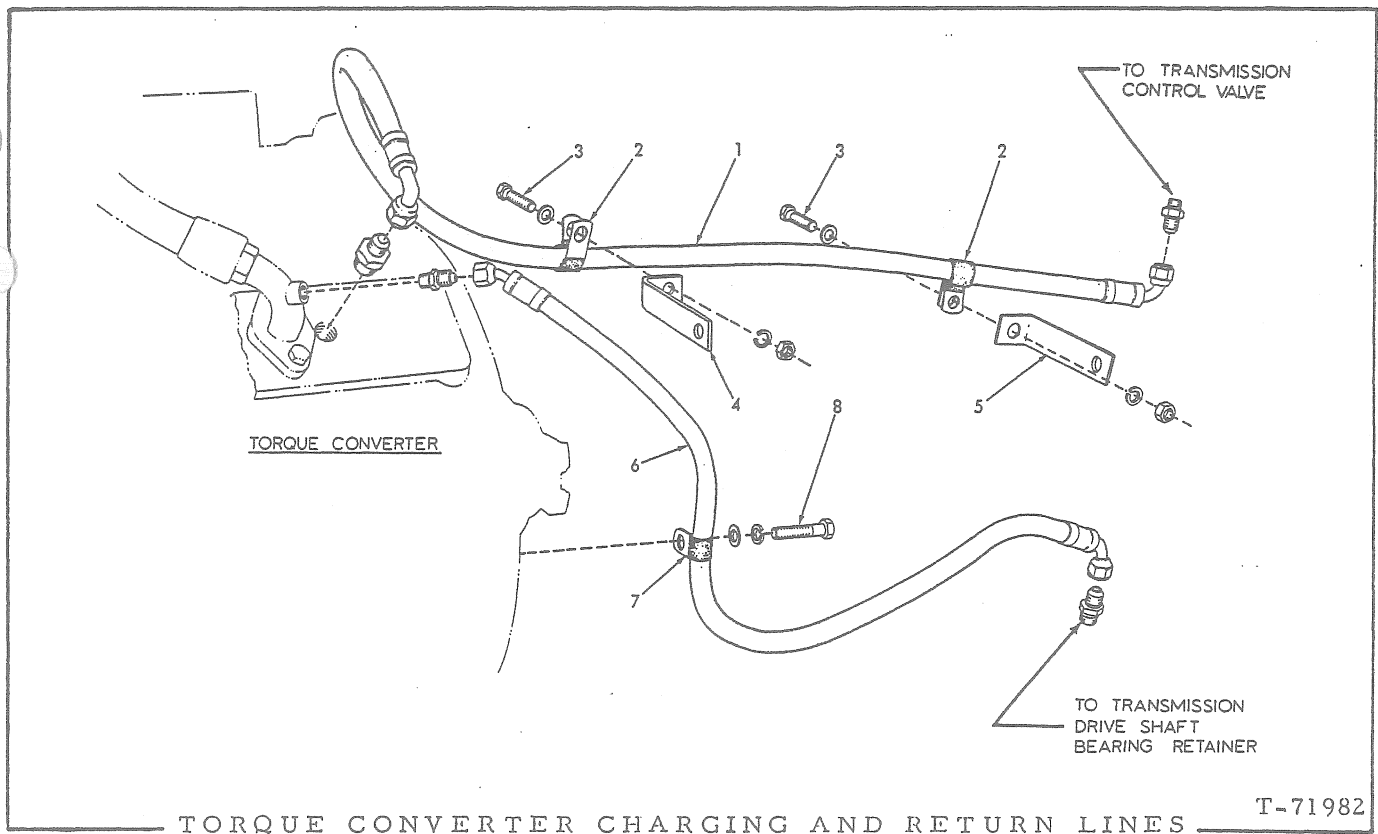 TO TRANSMISSION
CONTROL VALVE
3
2
1
3
2
4
5
8
TORQUE CONVERTER
6
7
TO TRANSMISSION
DRIVE SHAFT
BEARING RETAINER
T-71982
TORQUE CONVERTER CHARGING AND RETURN LINES